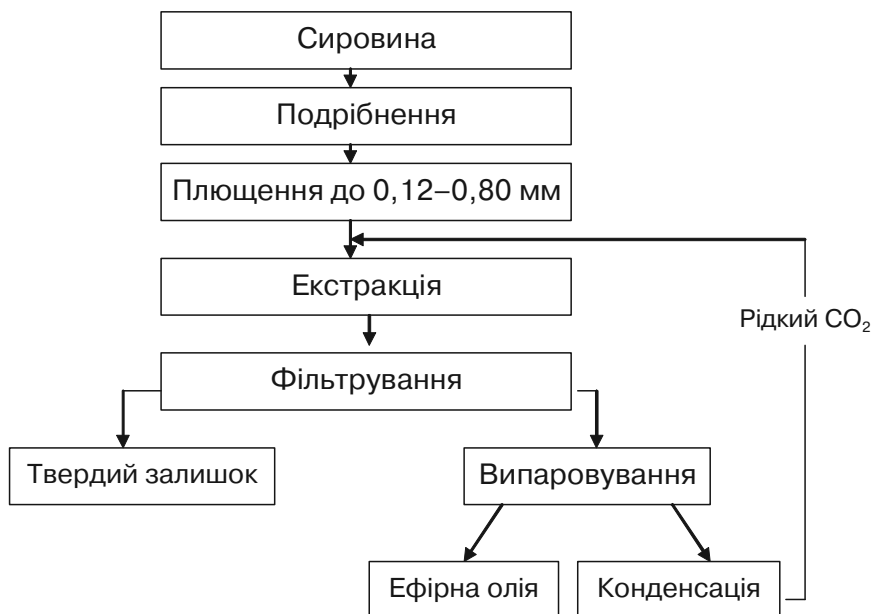 Сировина
Подрібнення
Плющення до 0,12–0,80 мм
Екстракція
Рідкий CO₂
Фільтрування
Твердий залишок
Випаровування
Ефірна олія
Конденсація